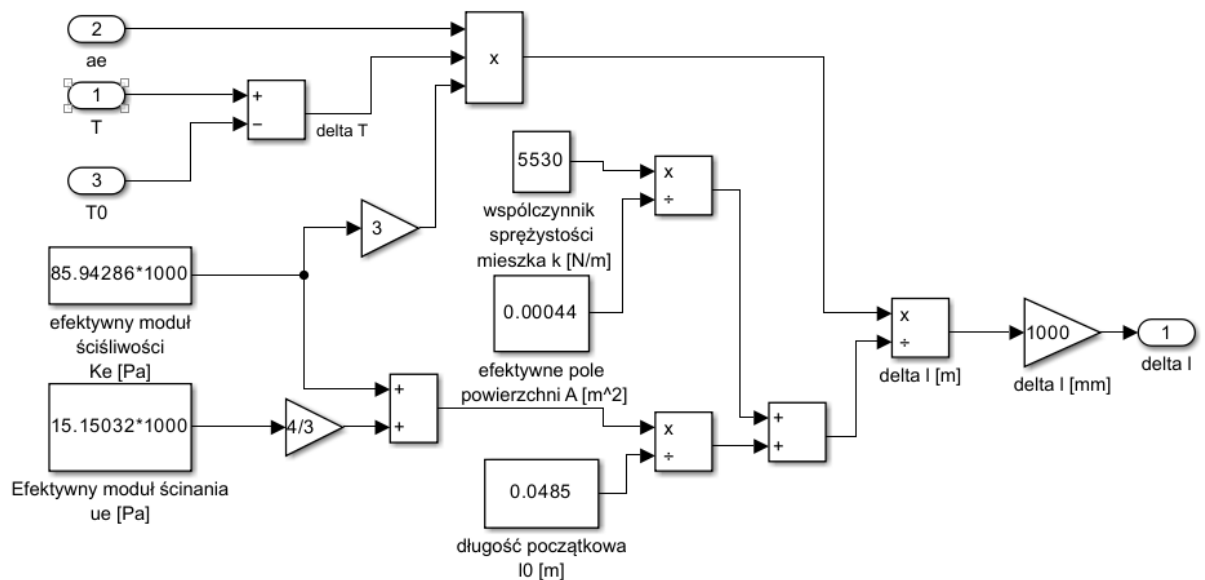 2
ae
x
1
T
+
−
delta T
3
T0
5530
x
÷
współczynnik
sprężystości
mieszka k [N/m]
3
85.94286*1000
efektywny moduł
ściśliwości
Ke [Pa]
0.00044
efektywne pole
powierzchni A [m^2]
x
÷
delta l [m]
1000
delta l [mm]
1
delta l
15.15032*1000
Efektywny moduł ścinania
ue [Pa]
4/3
+
+
x
÷
+
+
0.0485
długość początkowa
l0 [m]